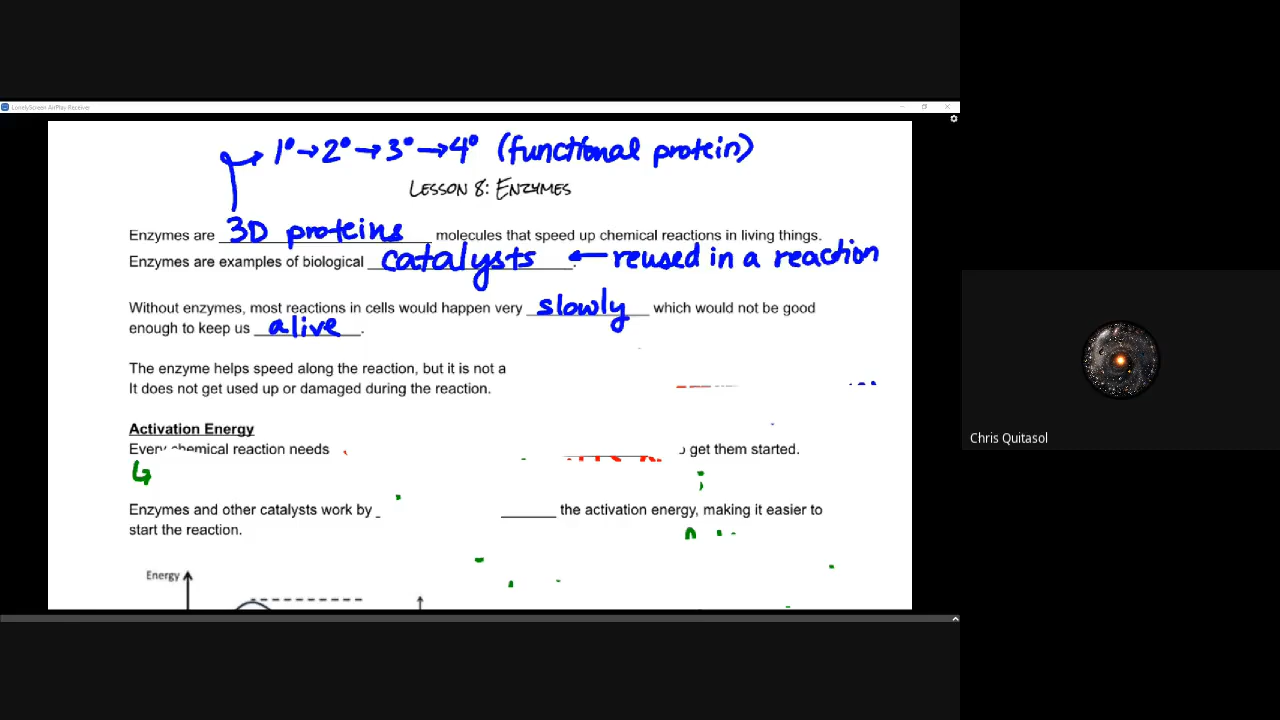 LonelyScreen AirPlay Receiver
1° → 2° → 3° → 4° (functional protein)
LESSON 8: ENZYMES
Enzymes are 3D proteins molecules that speed up chemical reactions in living things.
Enzymes are examples of biological catalysts. ← reused in a reaction
Without enzymes, most reactions in cells would happen very slowly which would not be good
enough to keep us alive.
The enzyme helps speed along the reaction, but it is not a
It does not get used up or damaged during the reaction.
Activation Energy
Every chemical reaction needs get them started.
Enzymes and other catalysts work by the activation energy, making it easier to
start the reaction.
Energy
Chris Quitasol